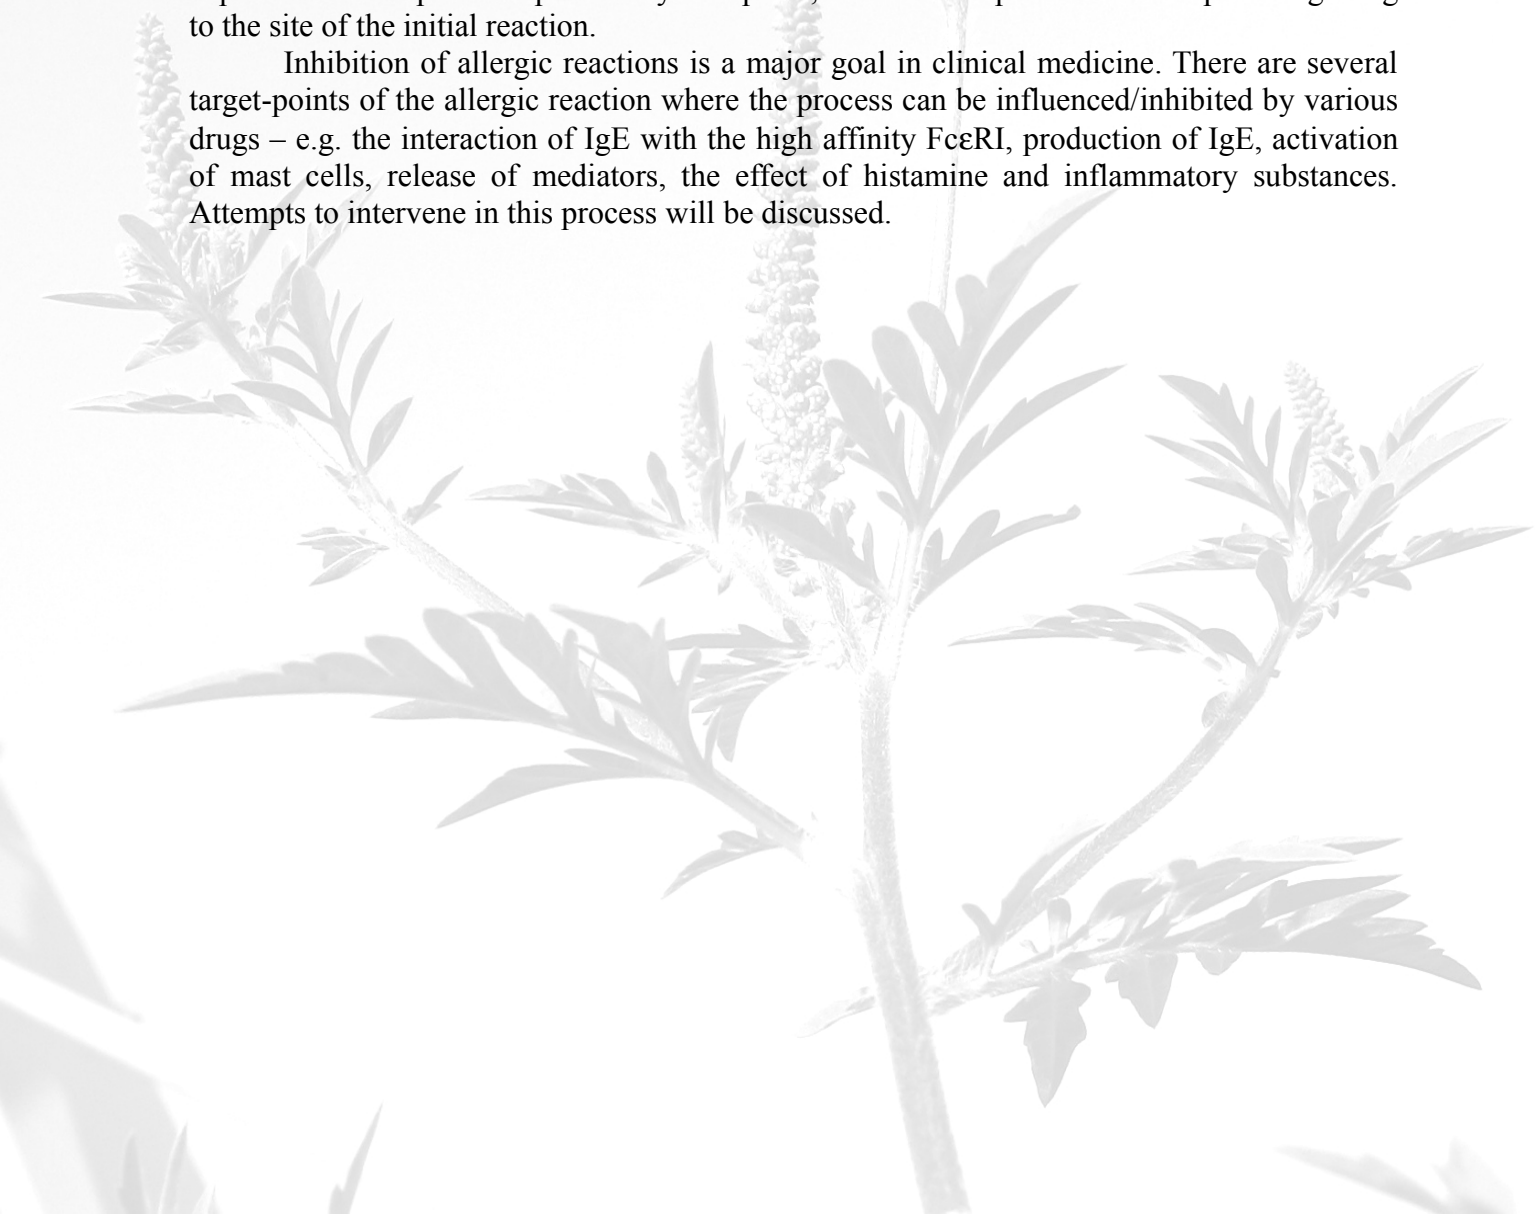 to the site of the initial reaction.
Inhibition of allergic reactions is a major goal in clinical medicine. There are several
target-points of the allergic reaction where the process can be influenced/inhibited by various
drugs – e.g. the interaction of IgE with the high affinity FcεRI, production of IgE, activation
of mast cells, release of mediators, the effect of histamine and inflammatory substances.
Attempts to intervene in this process will be discussed.